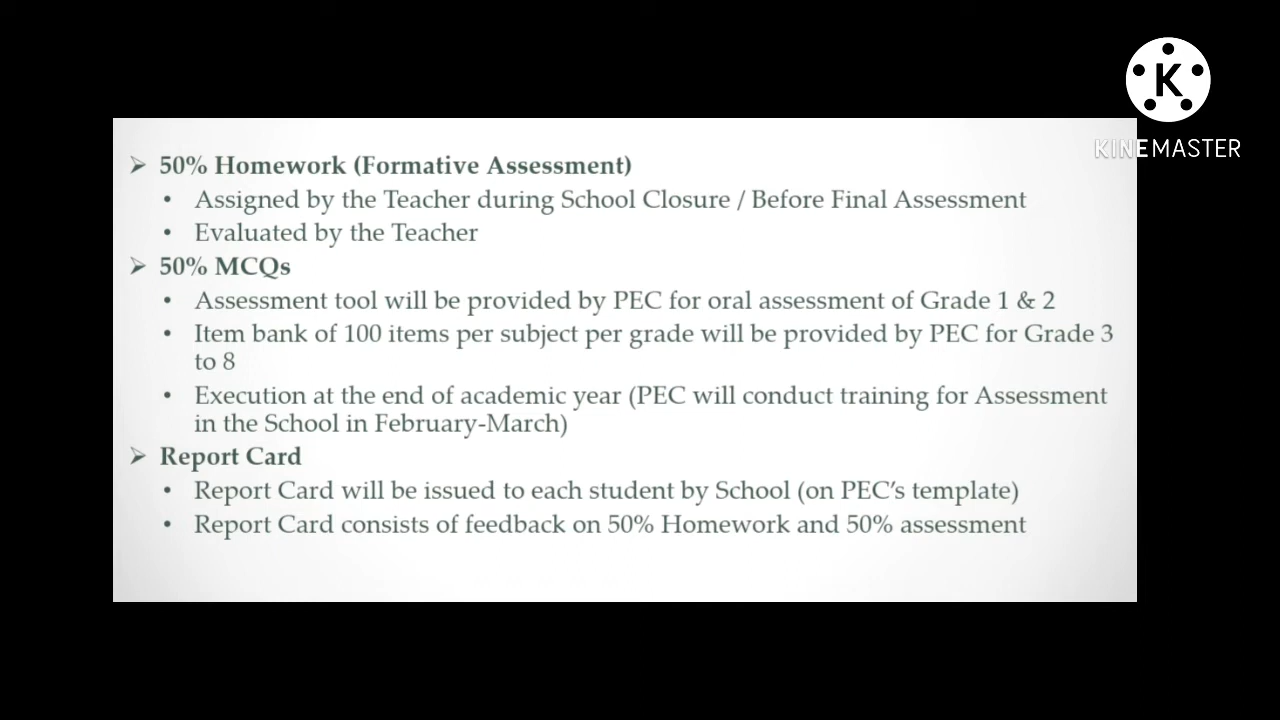 K
KINEMASTER
➢ 50% Homework (Formative Assessment)
• Assigned by the Teacher during School Closure / Before Final Assessment
• Evaluated by the Teacher
➢ 50% MCQs
• Assessment tool will be provided by PEC for oral assessment of Grade 1 & 2
• Item bank of 100 items per subject per grade will be provided by PEC for Grade 3
to 8
• Execution at the end of academic year (PEC will conduct training for Assessment
in the School in February-March)
➢ Report Card
• Report Card will be issued to each student by School (on PEC’s template)
• Report Card consists of feedback on 50% Homework and 50% assessment